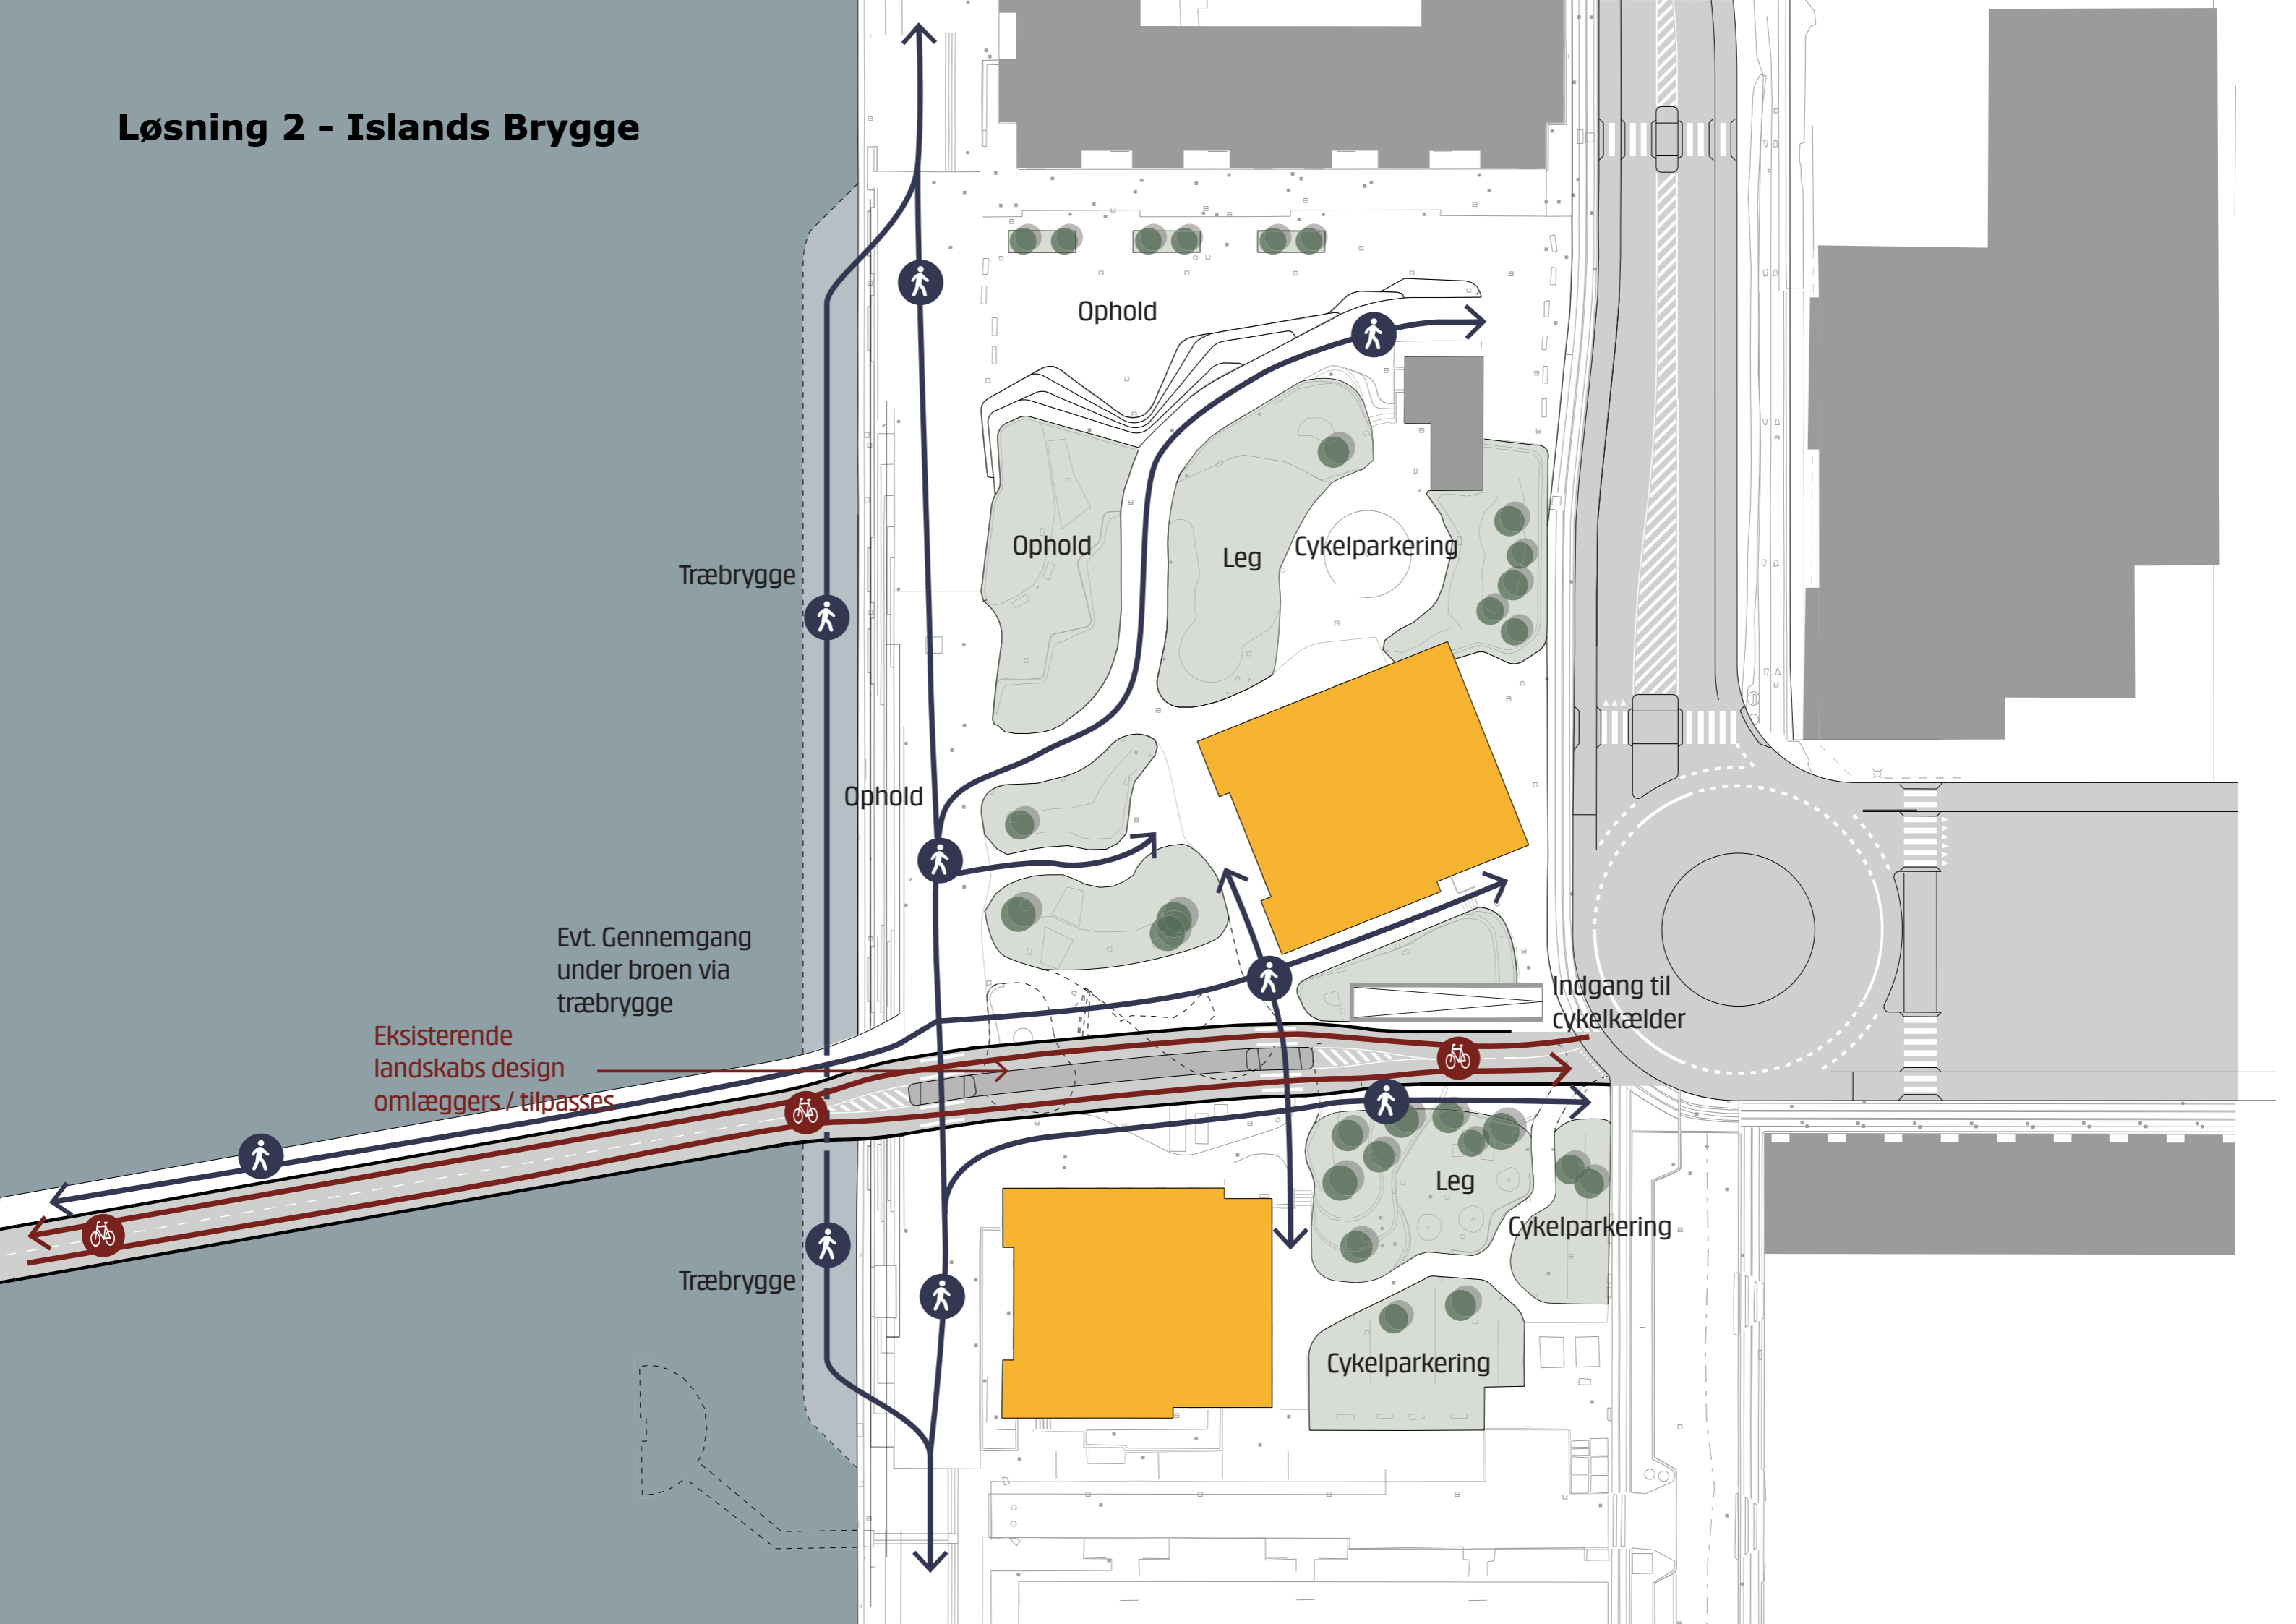 Løsning 2 - Islands Brygge
Ophold
Ophold
Leg
Cykelparkering
Træbrygge
Ophold
Evt. Gennemgang
under broen via
træbrygge
Indgang til
cykelkælder
Eksisterende
landskabs design
omlæggers / tilpasses
Leg
Cykelparkering
Træbrygge
Cykelparkering